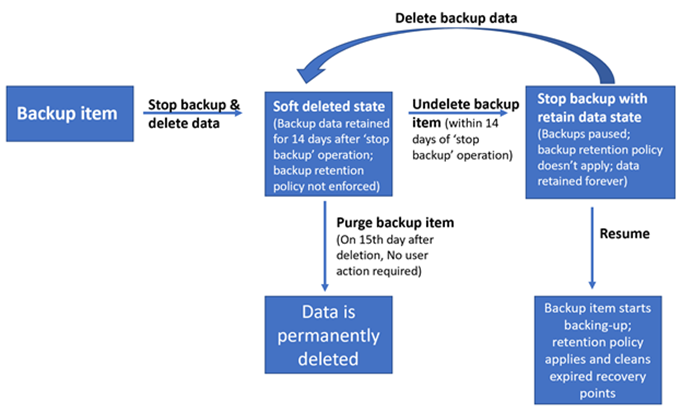 Delete backup data
Backup item
Stop backup &
delete data
Soft deleted state
(Backup data retained
for 14 days after ‘stop
backup’ operation;
backup retention
policy not enforced)
Undelete backup
item (within 14
days of ‘stop
backup’ operation)
Stop backup with
retain data state
(Backups paused;
backup retention policy
doesn’t apply; data
retained forever)
Purge backup item
(On 15th day after
deletion, No user
action required)
Resume
Data is
permanently
deleted
Backup item starts
backing-up;
retention policy
applies and cleans
expired recovery
points